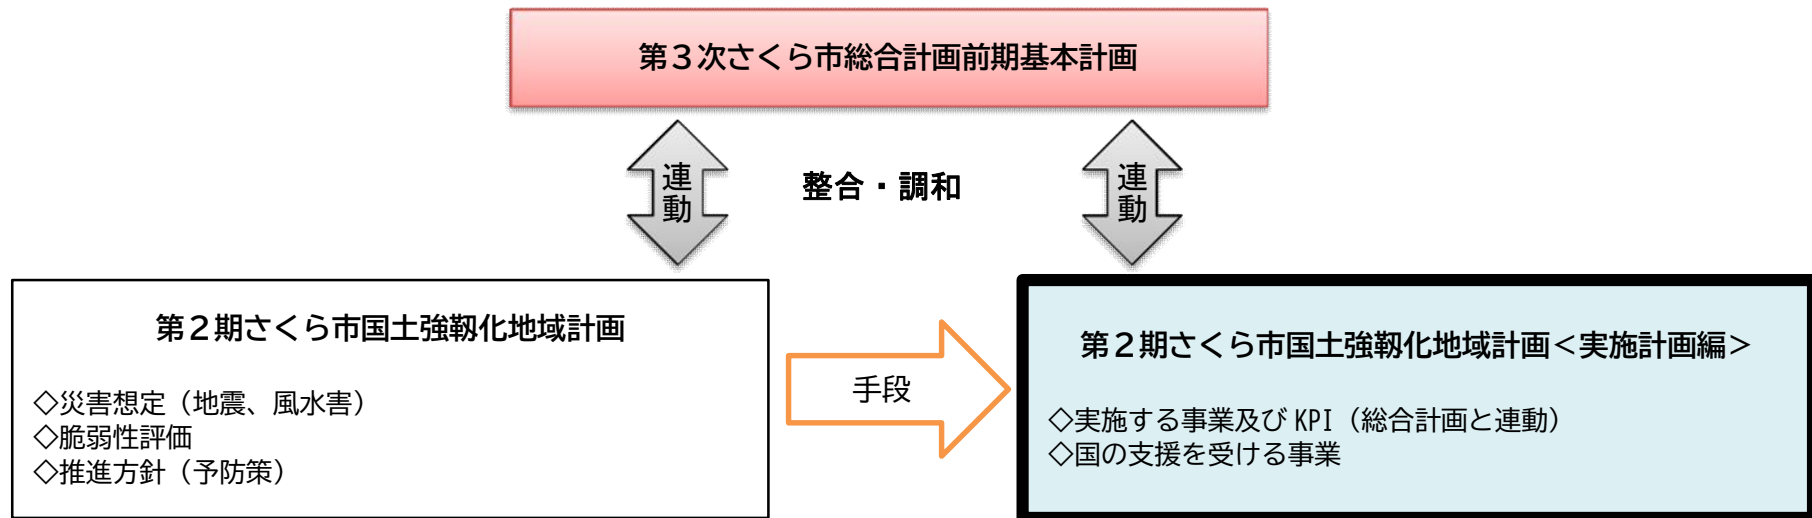 第３次さくら市総合計画前期基本計画
連動
整合・調和
連動
第２期さくら市国土強靱化地域計画
◇災害想定（地震、風水害）
◇脆弱性評価
◇推進方針（予防策）
手段
第２期さくら市国土強靱化地域計画＜実施計画編＞
◇実施する事業及び KPI（総合計画と連動）
◇国の支援を受ける事業